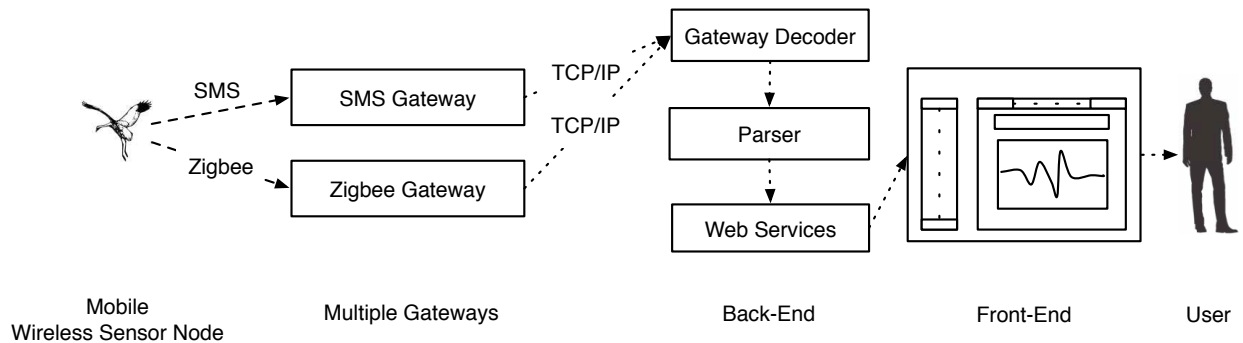 SMS
Zigbee
SMS Gateway
Zigbee Gateway
TCP/IP
TCP/IP
Gateway Decoder
Parser
Web Services
Mobile
Wireless Sensor Node
Multiple Gateways
Back-End
Front-End
User